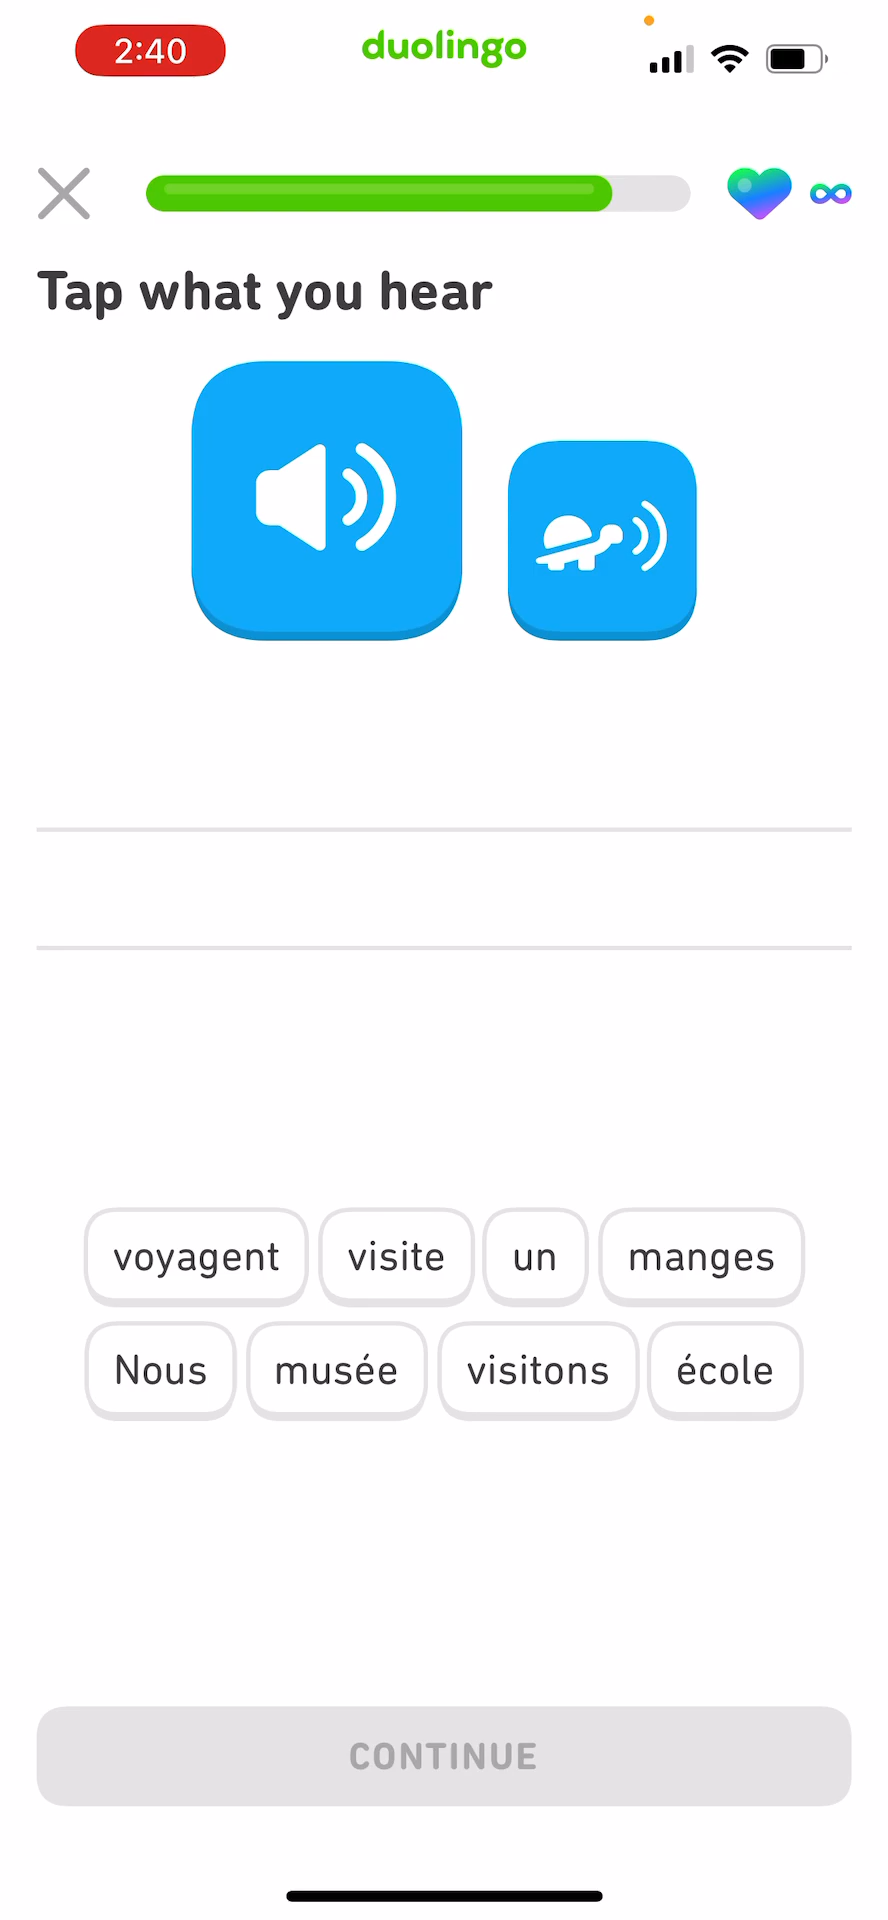 2:40
duolingo
Tap what you hear
voyagent visite un manges
Nous musée visitons école
CONTINUE